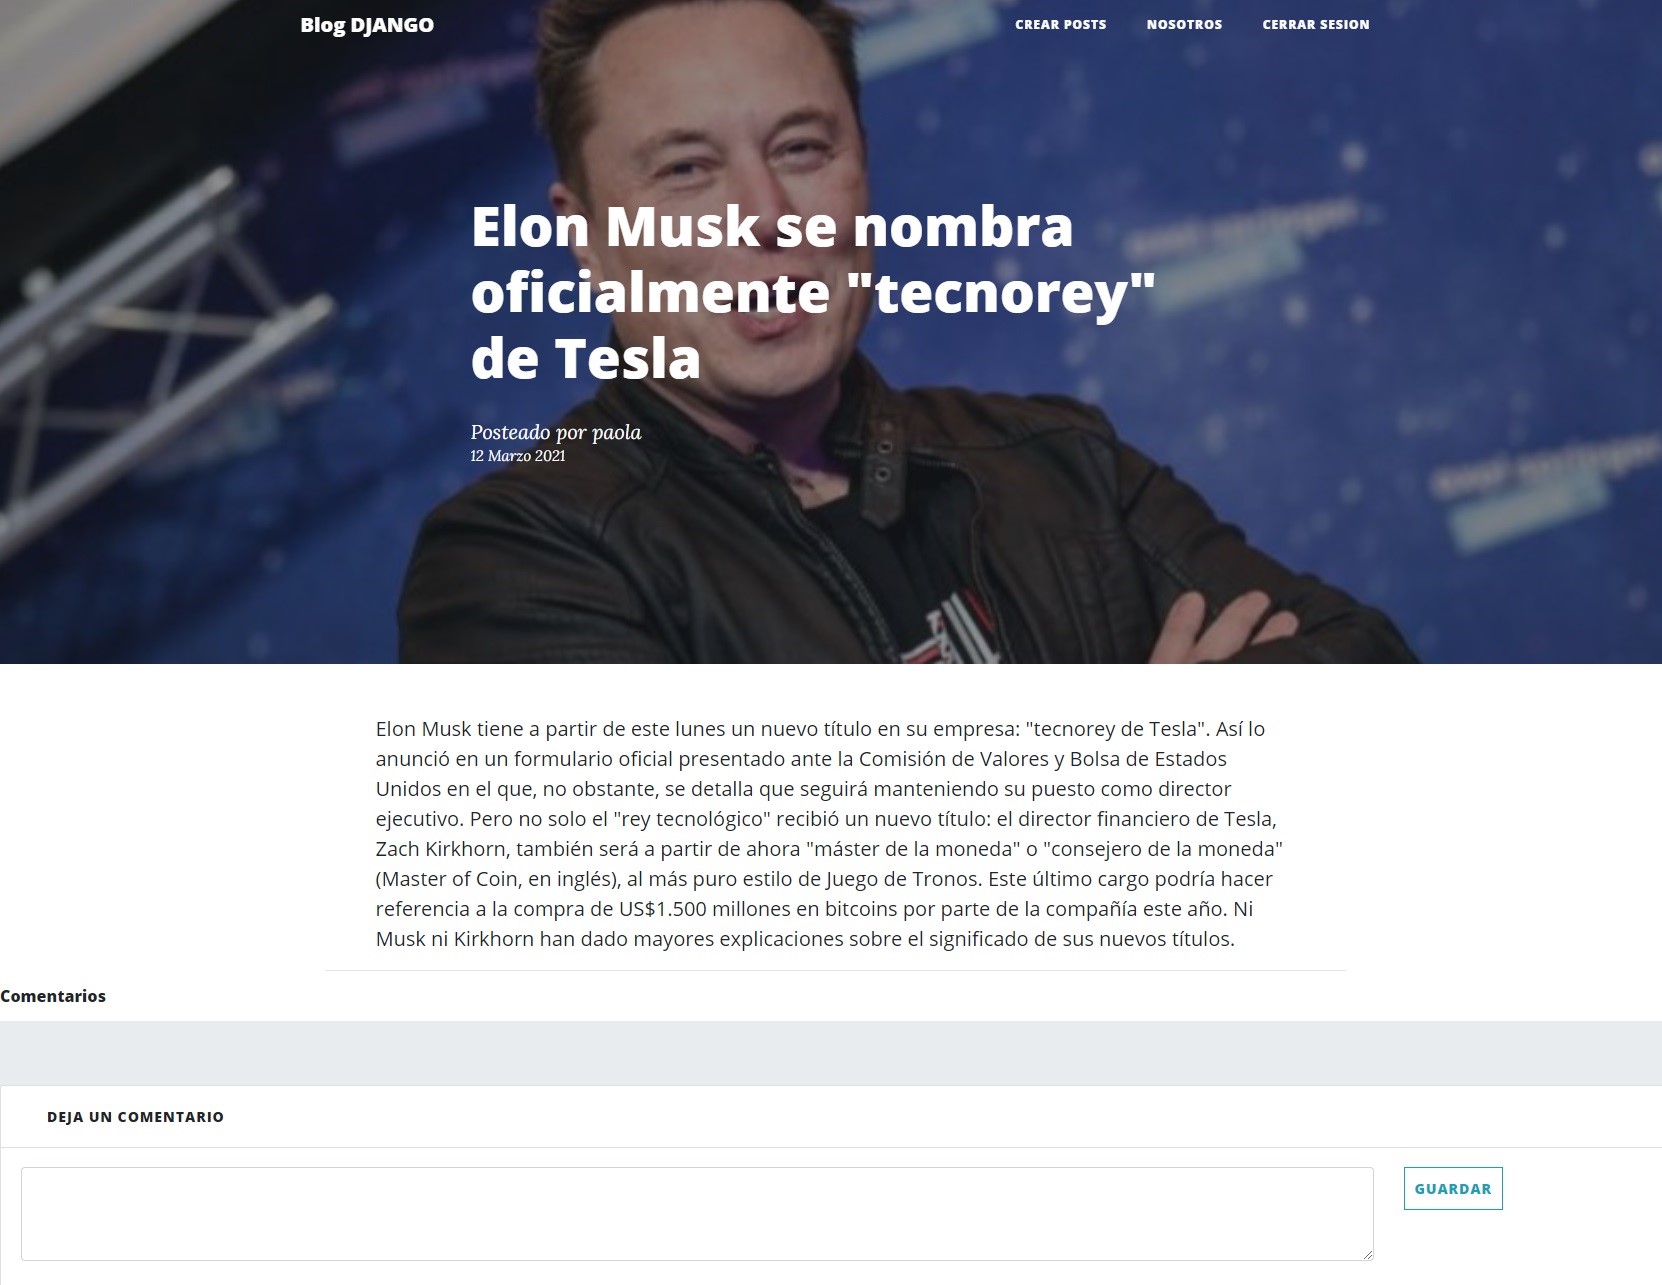 Blog DJANGO
CREAR POSTS NOSOTROS CERRAR SESION
Elon Musk se nombra
oficialmente "tecnorey"
de Tesla
Posteado por paola
12 Marzo 2021
Elon Musk tiene a partir de este lunes un nuevo título en su empresa: "tecnorey de Tesla". Así lo
anunció en un formulario oficial presentado ante la Comisión de Valores y Bolsa de Estados
Unidos en el que, no obstante, se detalla que seguirá manteniendo su puesto como director
ejecutivo. Pero no solo el "rey tecnológico" recibió un nuevo título: el director financiero de Tesla,
Zach Kirkhorn, también será a partir de ahora "máster de la moneda" o "consejero de la moneda"
(Master of Coin, en inglés), al más puro estilo de Juego de Tronos. Este último cargo podría hacer
referencia a la compra de US$1.500 millones en bitcoins por parte de la compañía este año. Ni
Musk ni Kirkhorn han dado mayores explicaciones sobre el significado de sus nuevos títulos.
Comentarios
DEJA UN COMENTARIO
GUARDAR